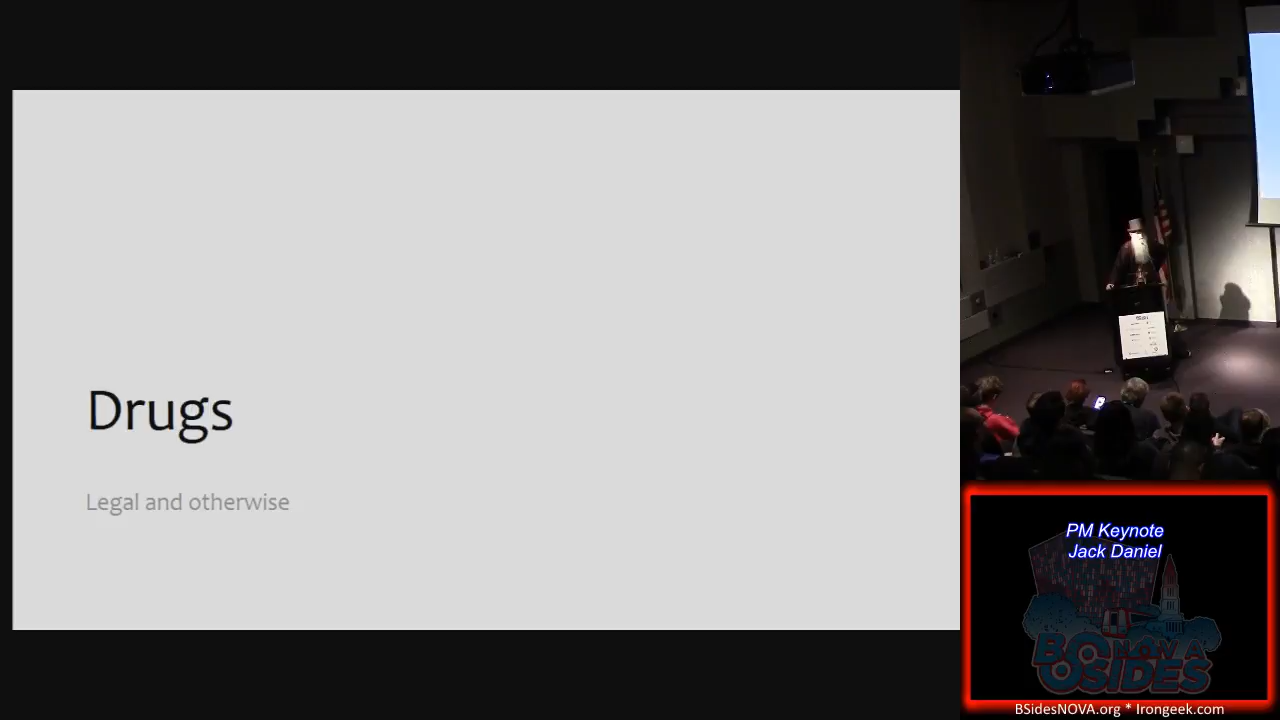 Drugs
Legal and otherwise
PM Keynote
Jack Daniel
BSIDES
NOVA
BSidesNOVA.org * Irongeek.com